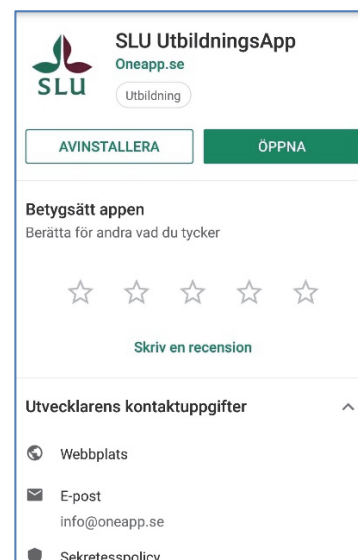 SLU
SLU UtbildningsApp
Oneapp.se
Utbildning
AVINSTALLERA
ÖPPNA
Betygsätt appen
Berätta för andra vad du tycker
Skriv en recension
Utvecklarens kontaktuppgifter
Webbplats
E-post
info@oneapp.se
Sekretesspolicy